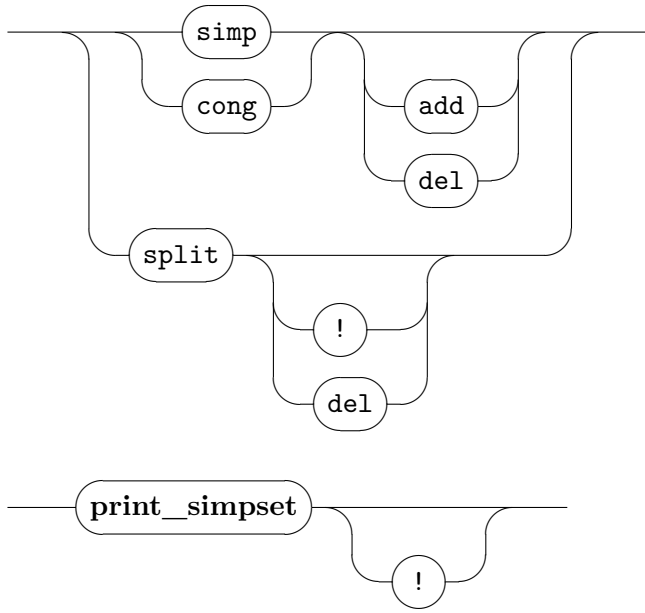 simp
cong
add
del
split
!
del
print_simpset
!